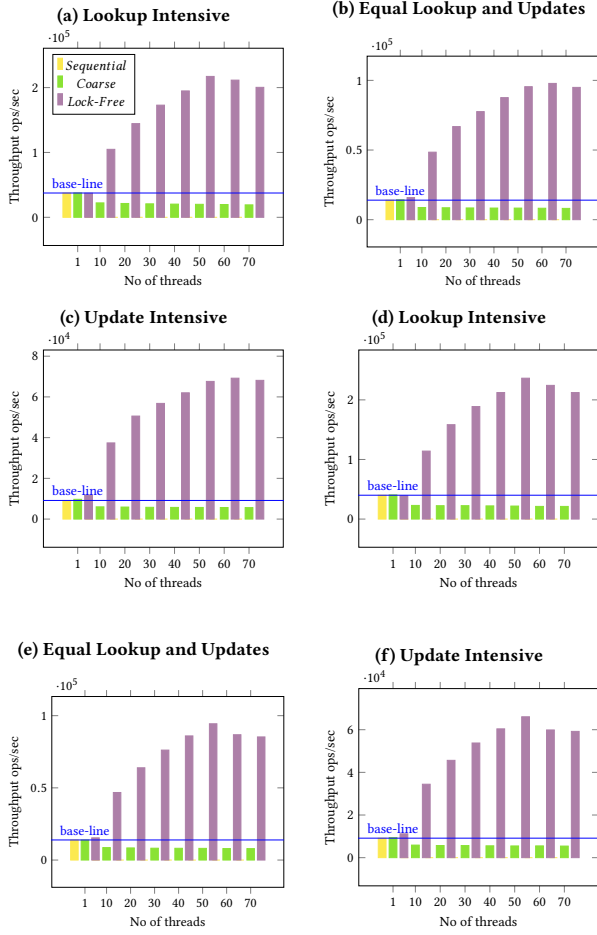 (a) Lookup Intensive
·10^5
Throughput ops/sec
2
1
0
Sequential
Coarse
Lock-Free
base-line
1 10 20 30 40 50 60 70
No of threads
(b) Equal Lookup and Updates
·10^5
Throughput ops/sec
1
0.5
0
base-line
1 10 20 30 40 50 60 70
No of threads
(c) Update Intensive
·10^4
Throughput ops/sec
8
6
4
2
0
base-line
1 10 20 30 40 50 60 70
No of threads
(d) Lookup Intensive
·10^5
Throughput ops/sec
2
1
0
base-line
1 10 20 30 40 50 60 70
No of threads
(e) Equal Lookup and Updates
·10^5
Throughput ops/sec
1
0.5
0
base-line
1 10 20 30 40 50 60 70
No of threads
(f) Update Intensive
·10^4
Throughput ops/sec
6
4
2
0
base-line
1 10 20 30 40 50 60 70
No of threads